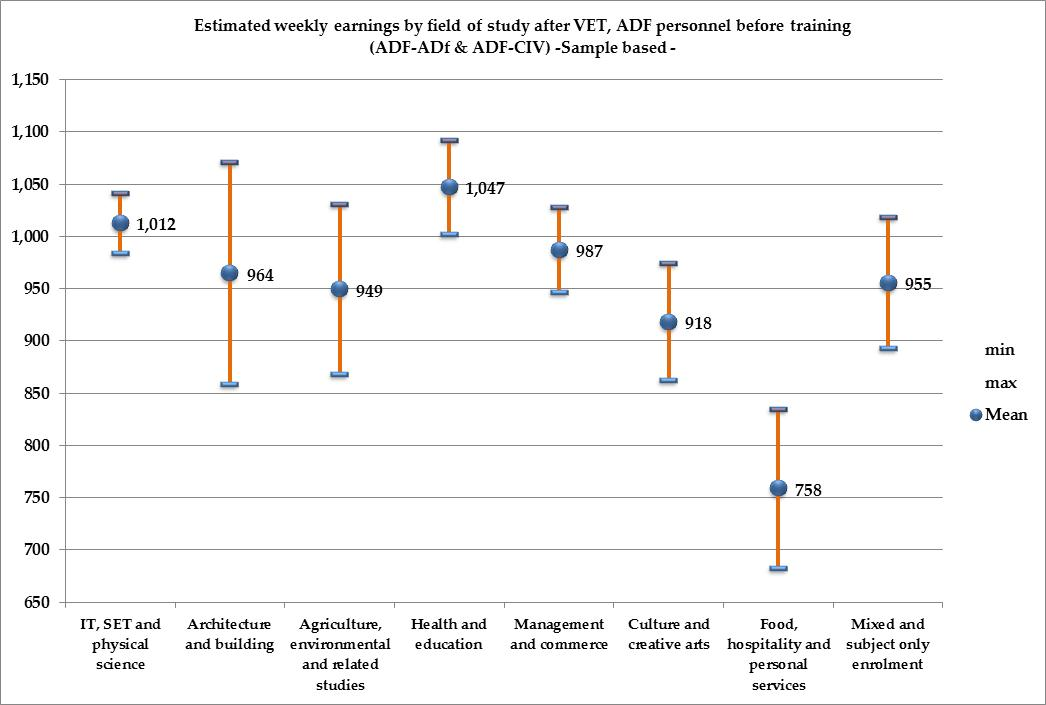 Estimated weekly earnings by field of study after VET, ADF personnel before training
(ADF-ADf & ADF-CIV) -Sample based -
1,150
1,100
1,050
1,000
950
900
850
800
750
700
650
1,012
964
949
1,047
987
918
758
955
min
max
Mean
IT, SET and
physical
science
Architecture
and building
Agriculture,
environmental
and related
studies
Health and
education
Management
and commerce
Culture and
creative arts
Food,
hospitality and
personal
services
Mixed and
subject only
enrolment